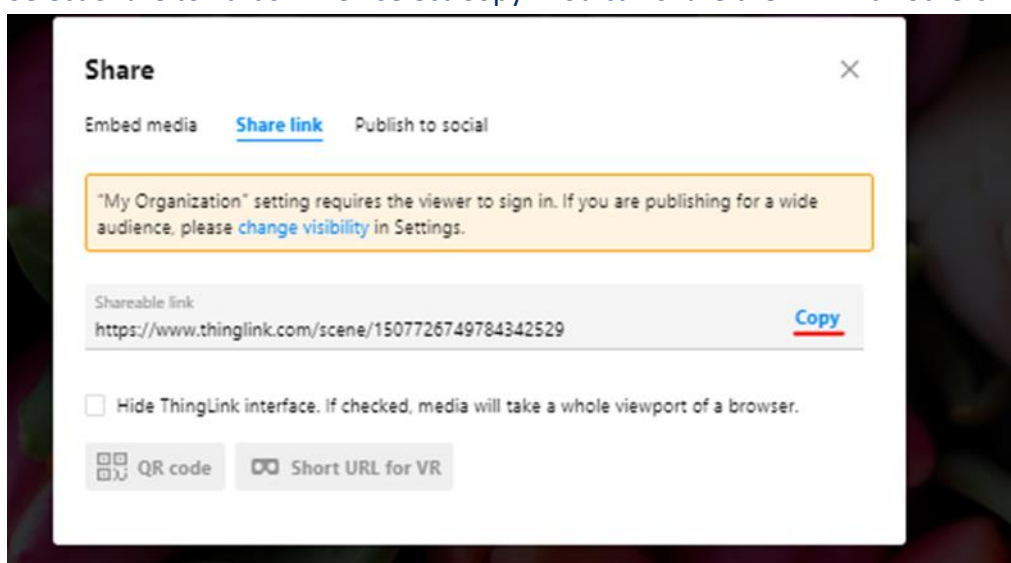 Share
Embed media Share link Publish to social
"My Organization" setting requires the viewer to sign in. If you are publishing for a wide
audience, please change visibility in Settings.
Shareable link
https://www.thinglink.com/scene/1507726749784342529
Copy
Hide ThingLink interface. If checked, media will take a whole viewport of a browser.
QR code Short URL for VR